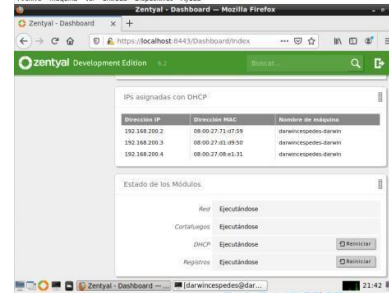 Zentyal - Dashboard — Mozilla Firefox
Zentyal - Dashboard
https://localhost:8443/Dashboard/Index
zentyal Development Edition 6.2
Buscar...
IPs asignadas con DHCP
Dirección IP Dirección MAC Nombre de máquina
192.168.200.2 08:00:27:71:d7:59 darwincespedes-darwin
192.168.200.3 08:00:27:d1:d9:50 darwincespedes-darwin
192.168.200.4 08:00:27:08:e1:31 darwincespedes-darwin
Estado de los Módulos
Red Ejecutándose
Cortafuegos Ejecutándose
DHCP Ejecutándose Reiniciar
Registros Ejecutándose Reiniciar
Zentyal - Dashboard — ... [darwincespedes@dar... 21:42